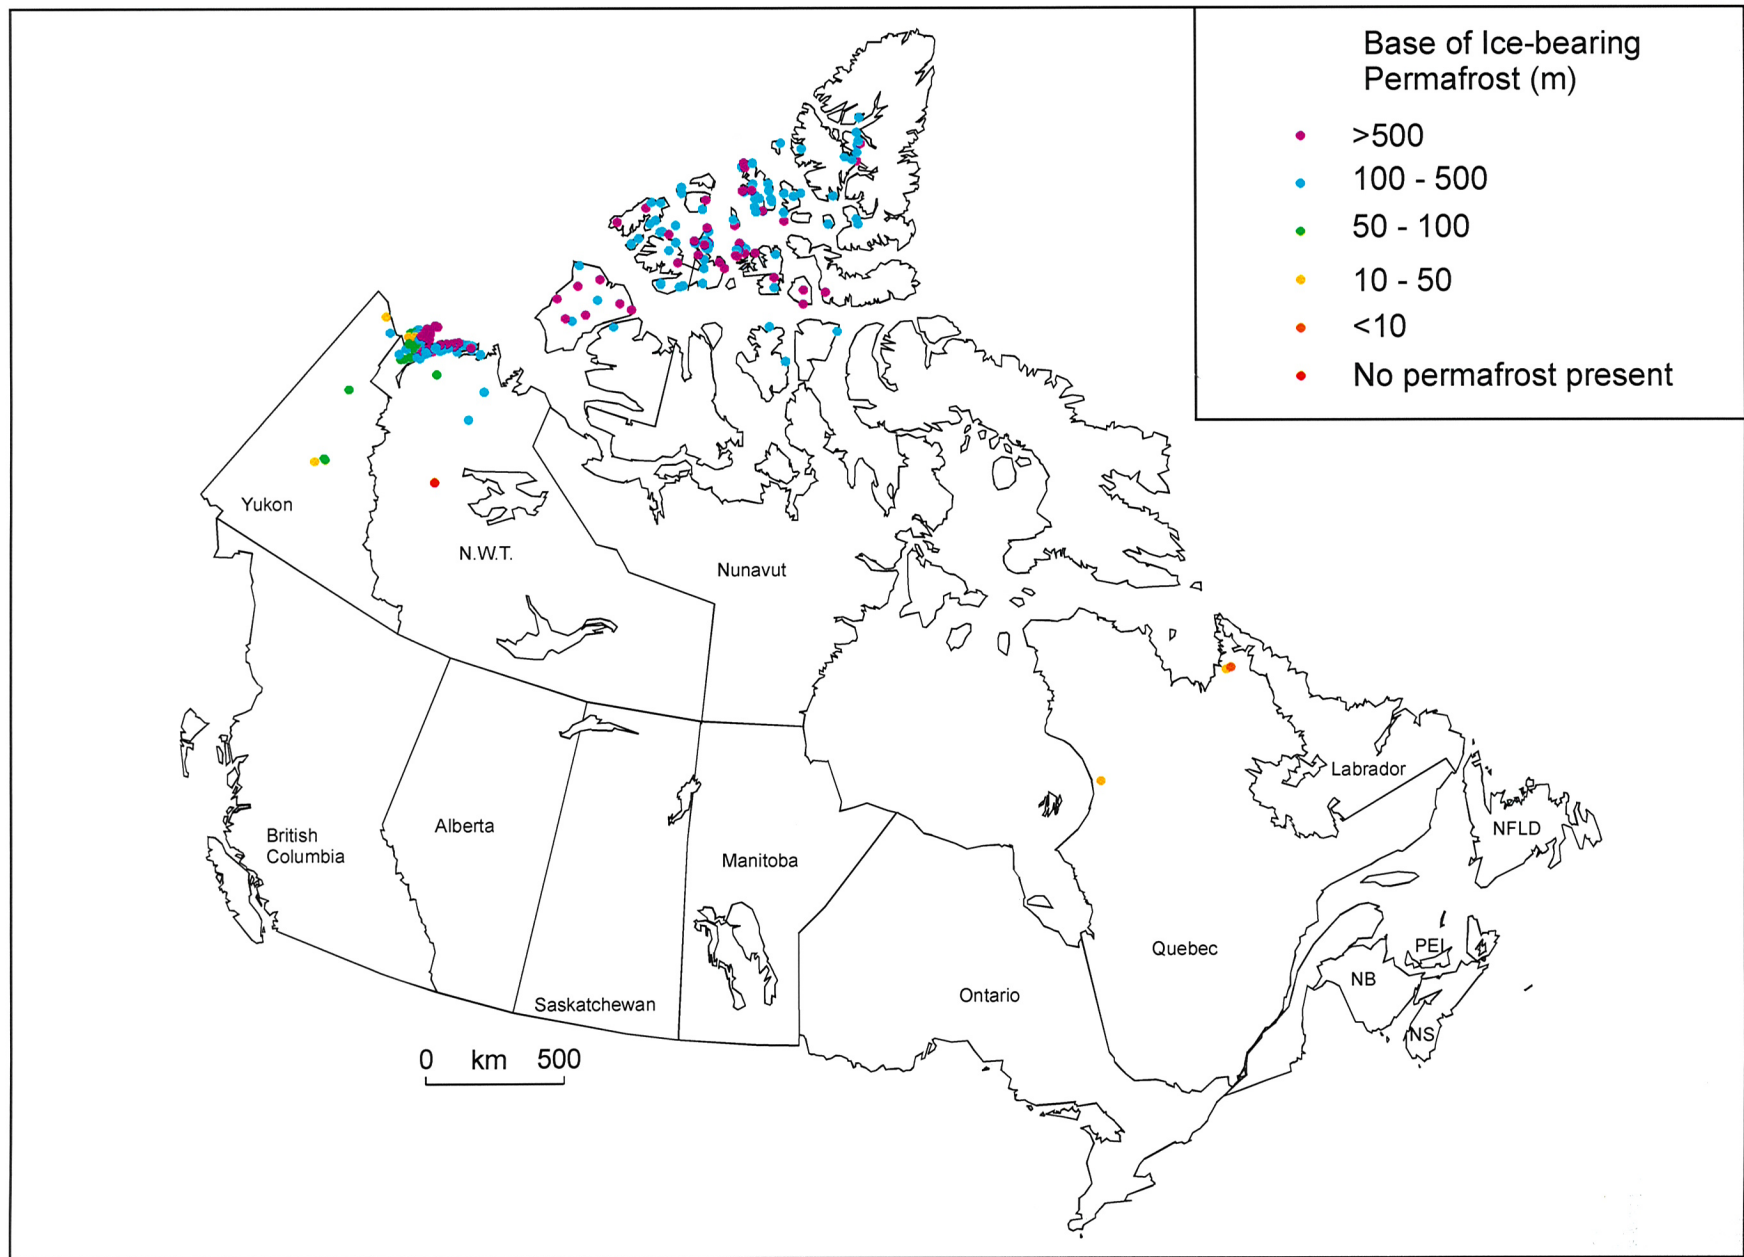 Base of Ice-bearing
Permafrost (m)
>500
100 - 500
50 - 100
10 - 50
<10
No permafrost present
Yukon
N.W.T.
Nunavut
British
Columbia
Alberta
Saskatchewan
Manitoba
Ontario
Quebec
Labrador
NFLD
PEI
NB
NS
0 km 500